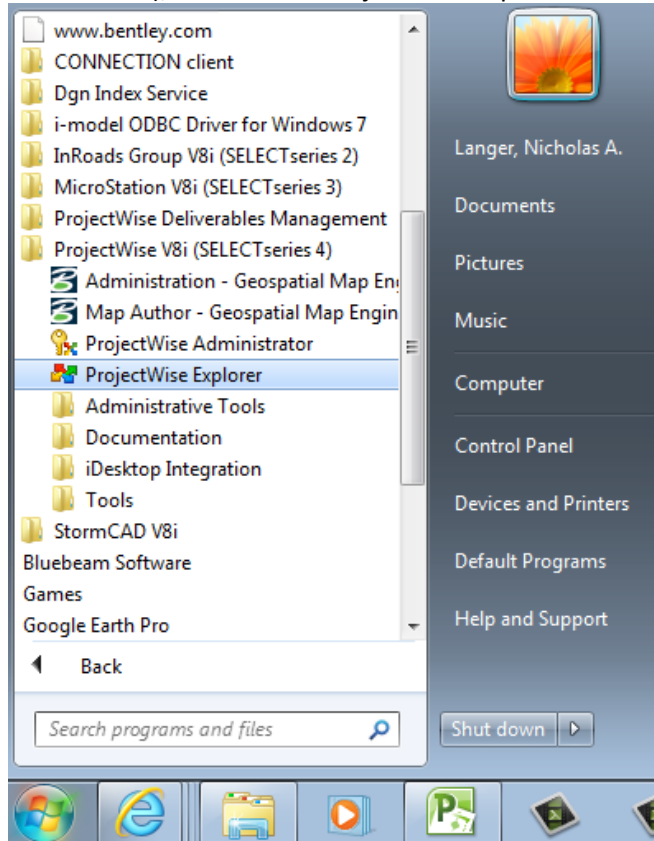 www.bentley.com
CONNECTION client
Dgn Index Service
i-model ODBC Driver for Windows 7
InRoads Group V8i (SELECTseries 2)
MicroStation V8i (SELECTseries 3)
ProjectWise Deliverables Management
ProjectWise V8i (SELECTseries 4)
Administration - Geospatial Map En
Map Author - Geospatial Map Engin
ProjectWise Administrator
ProjectWise Explorer
Administrative Tools
Documentation
iDesktop Integration
Tools
StormCAD V8i
Bluebeam Software
Games
Google Earth Pro
Back
Search programs and files
Langer, Nicholas A.
Documents
Pictures
Music
Computer
Control Panel
Devices and Printers
Default Programs
Help and Support
Shut down